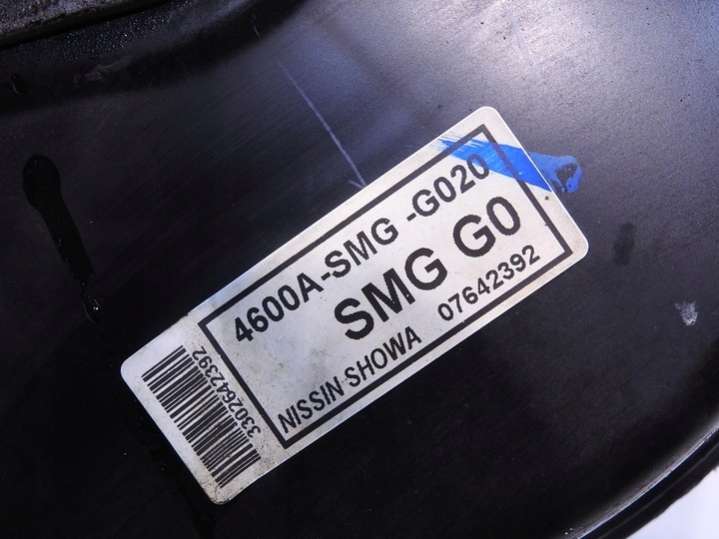 4600A-SMG -G020
SMG G0
NISSIN SHOWA 07642392
3302642392